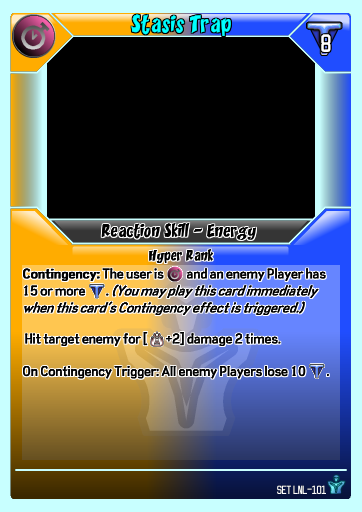 Stasis Trap
8
Reaction Skill - Energy
Hyper Rank
Contingency: The user is and an enemy Player has
15 or more . (You may play this card immediately
when this card's Contingency effect is triggered.)
Hit target enemy for [ +2] damage 2 times.
On Contingency Trigger: All enemy Players lose 10 .
SET LNL-101